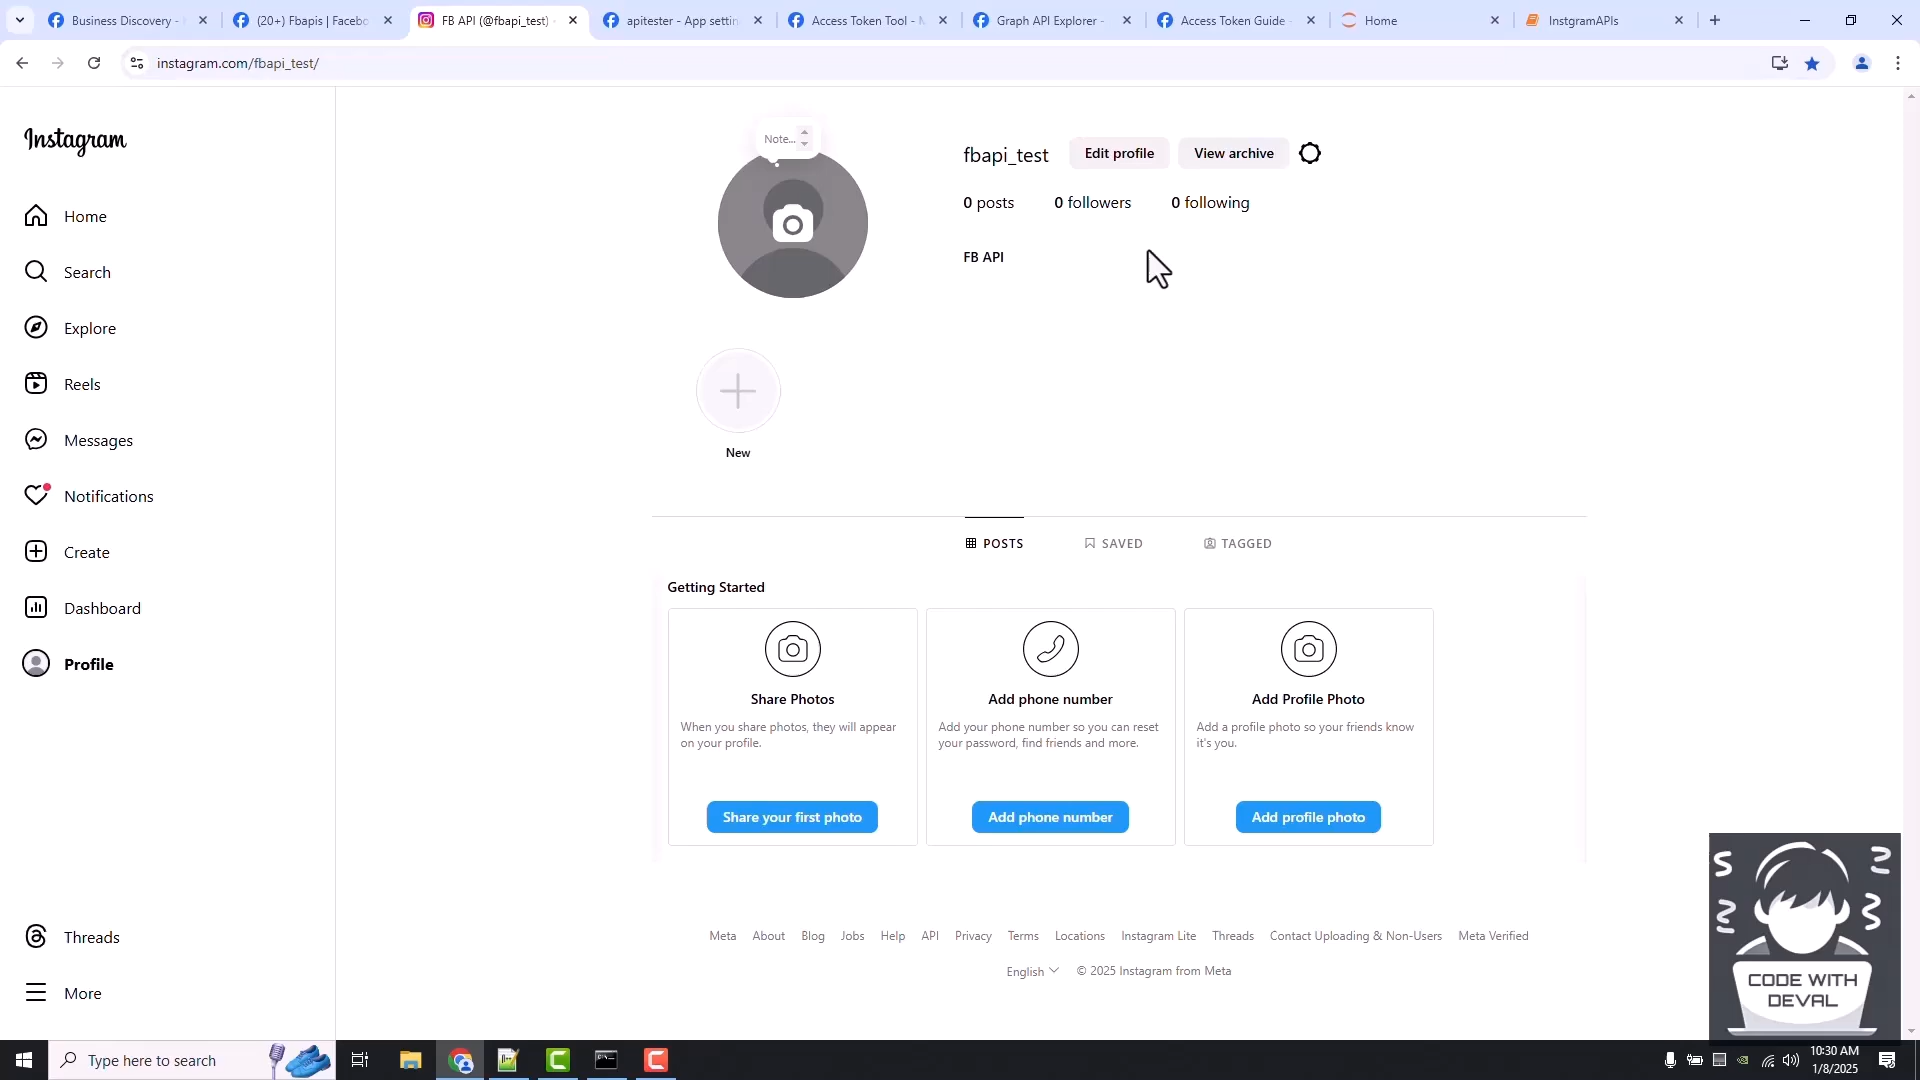 Business Discovery -
(20+) Fbapis | Facebo
FB API (@fbapi_test)
apitester - App settin
Access Token Tool - M
Graph API Explorer -
Access Token Guide -
Home
InstgramAPIs
instagram.com/fbapi_test/
Instagram
Home
Search
Explore
Reels
Messages
Notifications
Create
Dashboard
Profile
Threads
More
Note...
fbapi_test
Edit profile
View archive
0 posts
0 followers
0 following
FB API
New
POSTS
SAVED
TAGGED
Getting Started
Share Photos
When you share photos, they will appear
on your profile.
Share your first photo
Add phone number
Add your phone number so you can reset
your password, find friends and more.
Add phone number
Add Profile Photo
Add a profile photo so your friends know
it's you.
Add profile photo
Meta About Blog Jobs Help API Privacy Terms Locations Instagram Lite Threads Contact Uploading & Non-Users Meta Verified
English © 2025 Instagram from Meta
CODE WITH
DEVAL
Type here to search
10:30 AM
1/8/2025